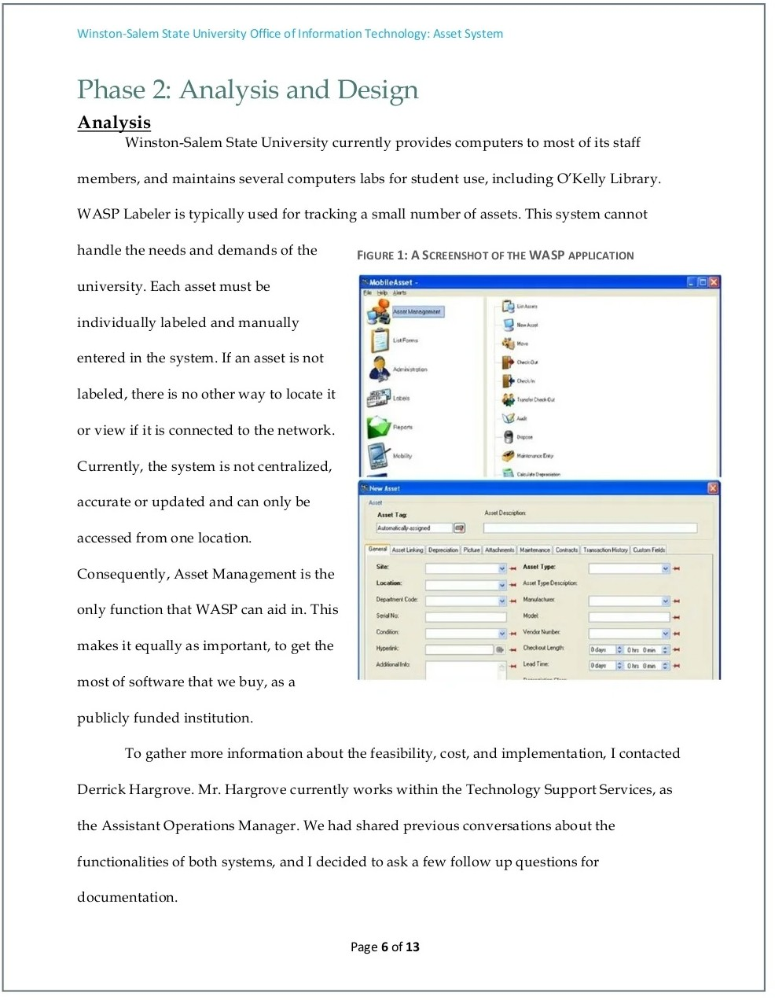 Winston-Salem State University Office of Information Technology: Asset System
Phase 2: Analysis and Design
Analysis
Winston-Salem State University currently provides computers to most of its staff
members, and maintains several computers labs for student use, including O'Kelly Library.
WASP Labeler is typically used for tracking a small number of assets. This system cannot
handle the needs and demands of the
university. Each asset must be
individually labeled and manually
entered in the system. If an asset is not
labeled, there is no other way to locate it
or view if it is connected to the network.
Currently, the system is not centralized,
accurate or updated and can only be
accessed from one location.
Consequently, Asset Management is the
only function that WASP can aid in. This
makes it equally as important, to get the
most of software that we buy, as a
publicly funded institution.
FIGURE 1: A SCREENSHOT OF THE WASP APPLICATION
MobileAsset -
File Help Alerts
Asset Management
List Forms
Administration
Labels
Reports
Mobility
List Assets
New Asset
Move
Check Out
Check In
Transfer Check-Out
Audit
Dispose
Maintenance Entry
Calculate Depreciation
New Asset
Asset
Asset Tag: Asset Description:
Automatically assigned
General Asset Linking Depreciation Picture Attachments Maintenance Contracts Transaction History Custom Fields
Site: Asset Type:
Location: Asset Type Description:
Department Code: Manufacturer:
Serial No: Model:
Condition: Vendor Number:
Hyperlink: Checkout Length: 0 days 0 hrs 0 min
Additional Info: Lead Time: 0 days 0 hrs 0 min
To gather more information about the feasibility, cost, and implementation, I contacted
Derrick Hargrove. Mr. Hargrove currently works within the Technology Support Services, as
the Assistant Operations Manager. We had shared previous conversations about the
functionalities of both systems, and I decided to ask a few follow up questions for
documentation.
Page 6 of 13